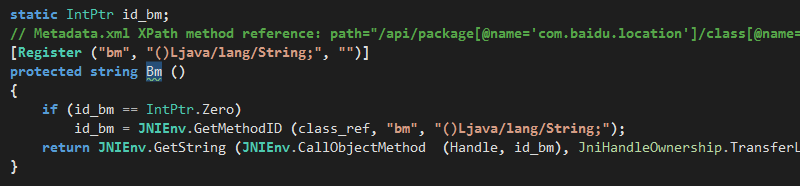 static IntPtr id_bm;
// Metadata.xml XPath method reference: path="/api/package[@name='com.baidu.location']/class[@name=
[Register ("bm", "()Ljava/lang/String;", "")]
protected string Bm ()
{
if (id_bm == IntPtr.Zero)
id_bm = JNIEnv.GetMethodID (class_ref, "bm", "()Ljava/lang/String;");
return JNIEnv.GetString (JNIEnv.CallObjectMethod  (Handle, id_bm), JniHandleOwnership.TransferL
}